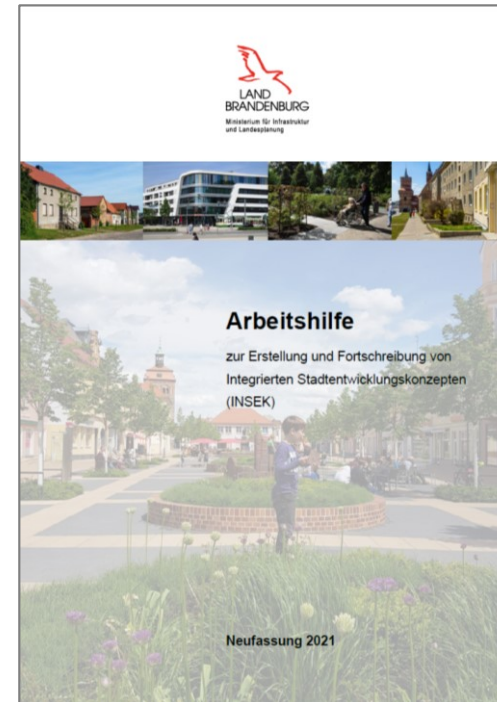 LAND
BRANDENBURG
Ministerium für Infrastruktur
und Landesplanung
Arbeitshilfe
zur Erstellung und Fortschreibung von
Integrierten Stadtentwicklungskonzepten
(INSEK)
Neufassung 2021